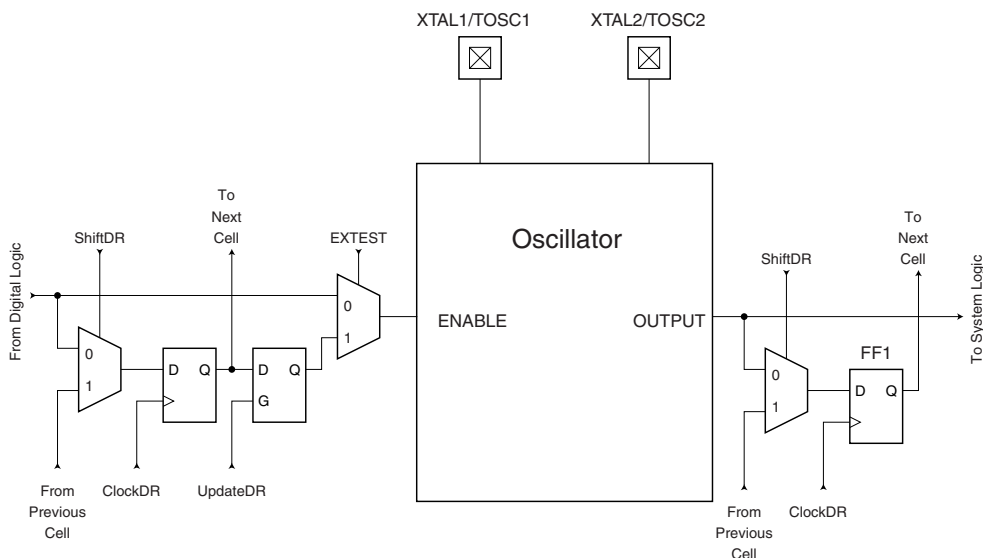 XTAL1/TOSC1
XTAL2/TOSC2
To
Next
Cell
ShiftDR
EXTEST
From Digital Logic
0
1
D Q
D Q
G
0
1
From
Previous
Cell
ClockDR
UpdateDR
Oscillator
ENABLE
OUTPUT
To
Next
Cell
ShiftDR
To System Logic
FF1
0
1
D Q
From
Previous
Cell
ClockDR